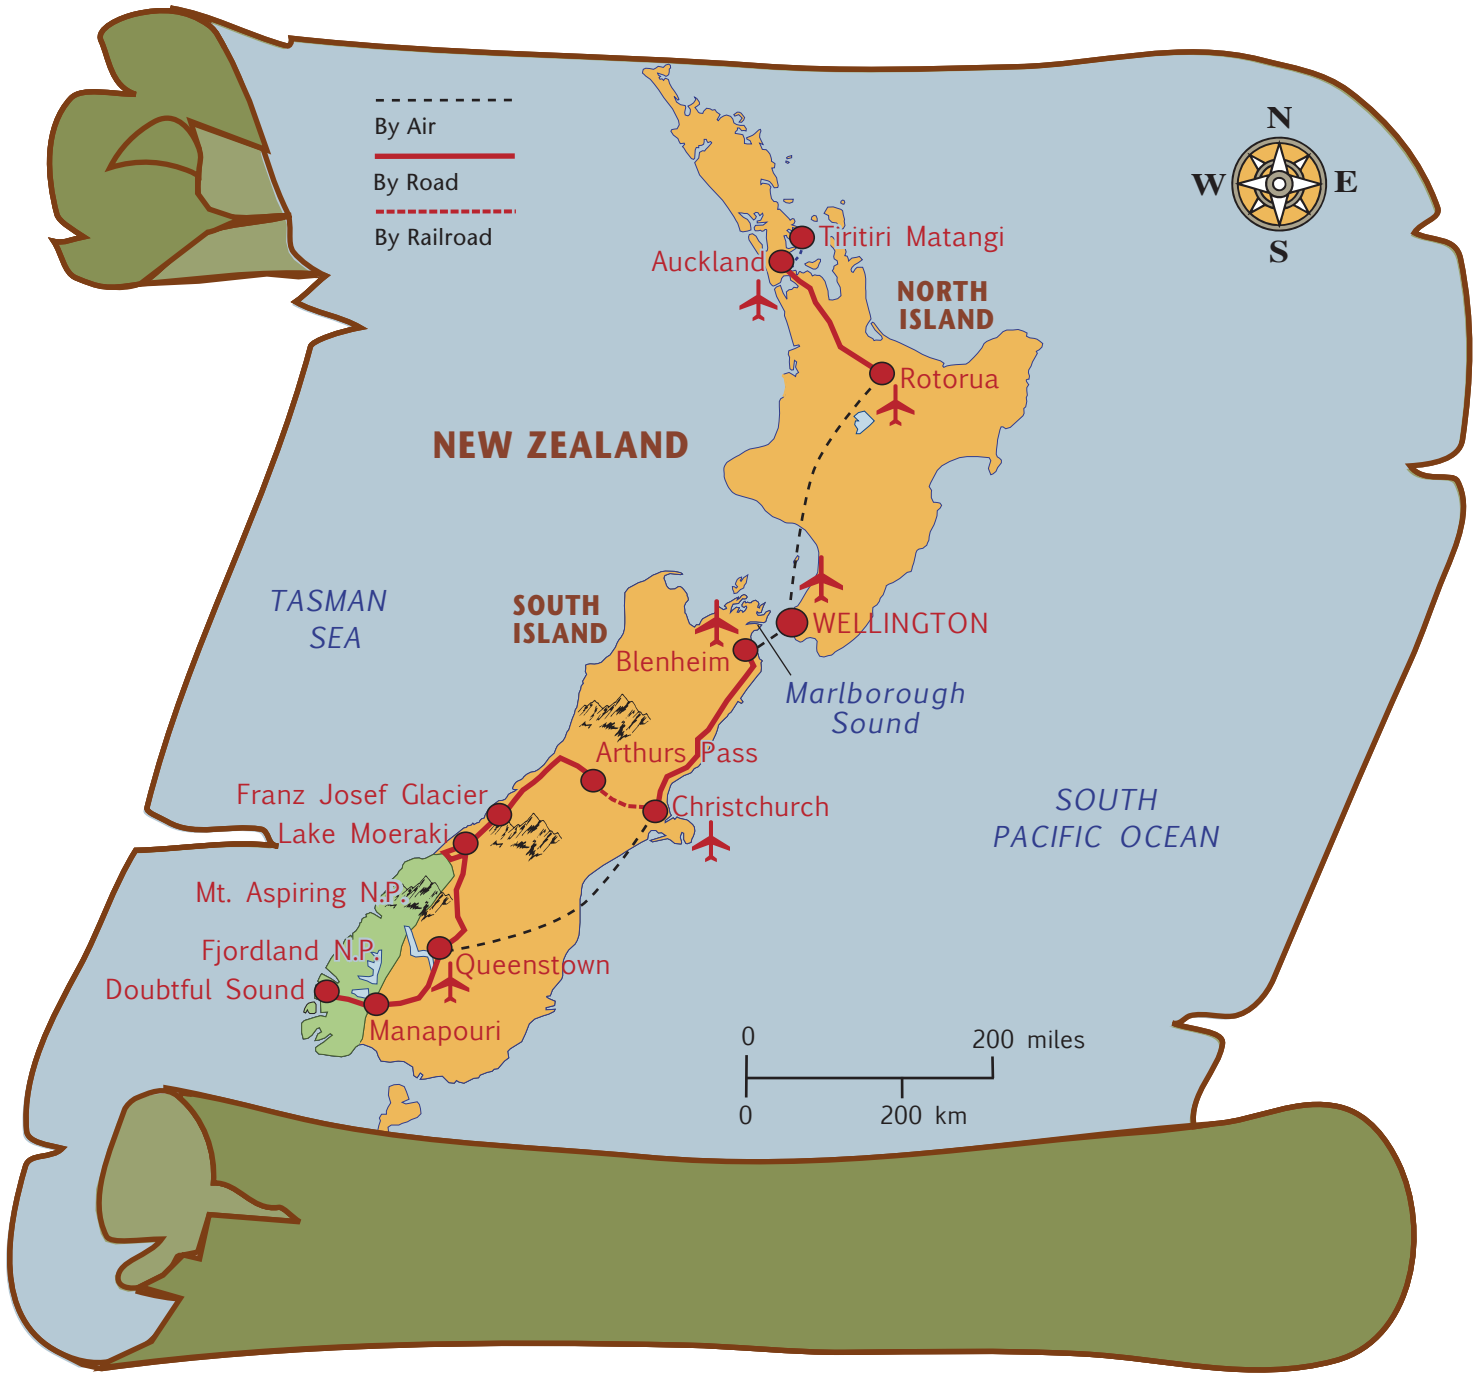 By Air
By Road
By Railroad
N
W
E
S
Tiritiri Matangi
Auckland
NORTH
ISLAND
Rotorua
NEW ZEALAND
TASMAN
SEA
SOUTH
ISLAND
WELLINGTON
Blenheim
Marlborough
Sound
Arthurs Pass
Franz Josef Glacier
Christchurch
SOUTH
PACIFIC OCEAN
Lake Moeraki
Mt. Aspiring N.P.
Fjordland N.P.
Queenstown
Doubtful Sound
Manapouri
0
200 miles
0
200 km